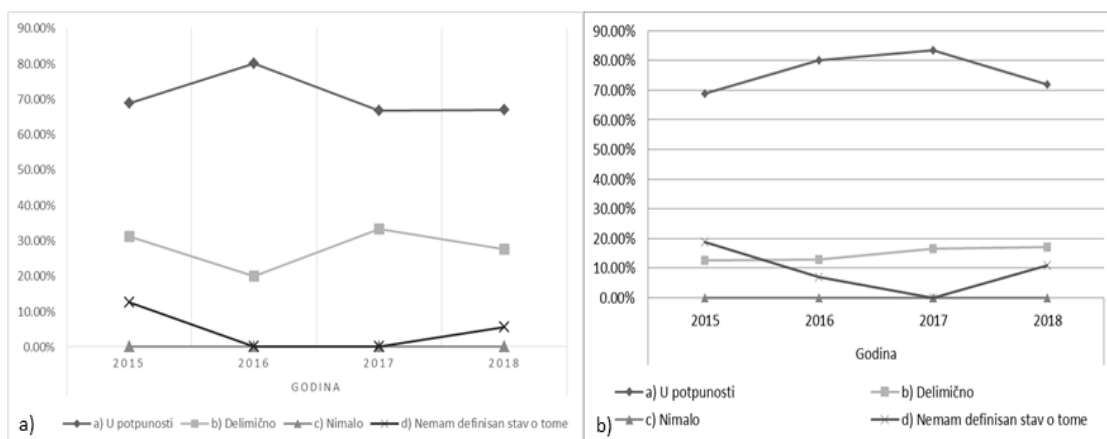 90.00%
80.00%
70.00%
60.00%
50.00%
40.00%
30.00%
20.00%
10.00%
0.00%
2015 2016 2017 2018
GODINA
a) U potpunosti b) Delimično c) Nimalo d) Nemam definisan stav o tome
a)
90.00%
80.00%
70.00%
60.00%
50.00%
40.00%
30.00%
20.00%
10.00%
0.00%
2015 2016 2017 2018
Godina
a) U potpunosti b) Delimično
c) Nimalo d) Nemam definisan stav o tome
b)